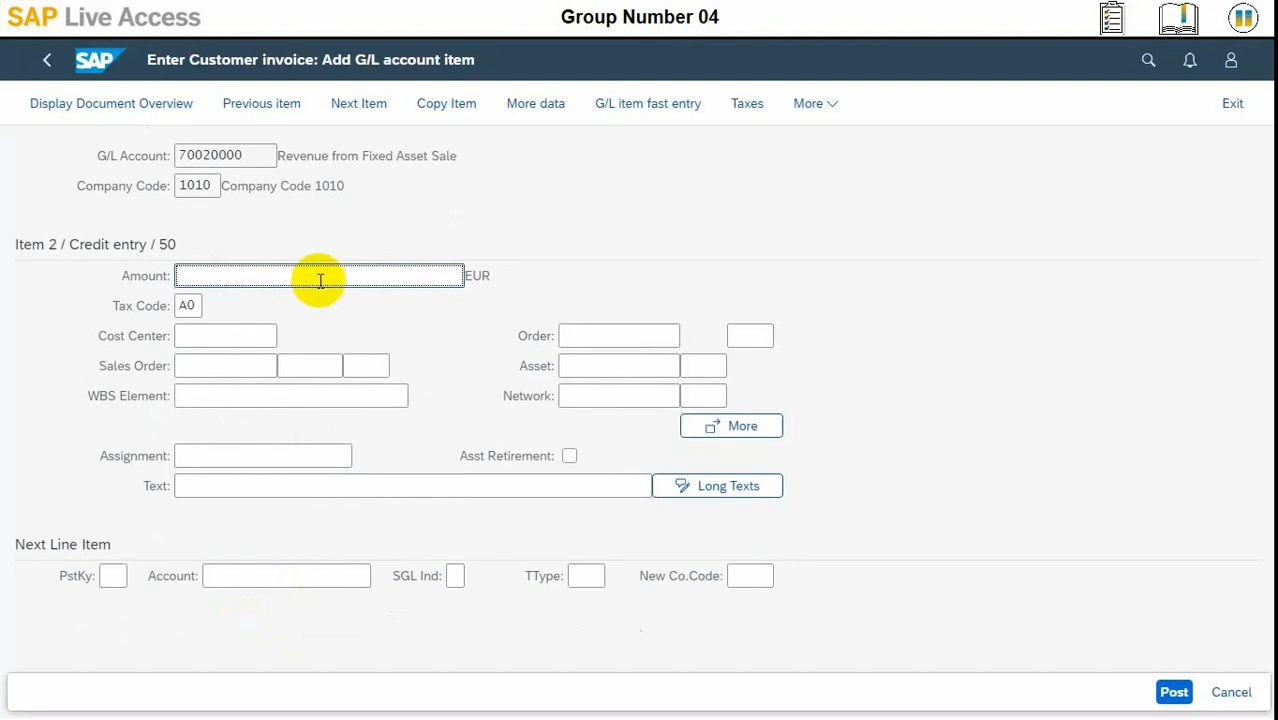 SAP Live Access
Group Number 04
SAP Enter Customer invoice: Add G/L account item
Display Document Overview Previous item Next Item Copy Item More data G/L item fast entry Taxes More Exit
G/L Account: 70020000 Revenue from Fixed Asset Sale
Company Code: 1010 Company Code 1010
Item 2 / Credit entry / 50
Amount: EUR
Tax Code: A0
Cost Center: Order:
Sales Order: Asset:
WBS Element: Network:
More
Assignment: Asst Retirement:
Text: Long Texts
Next Line Item
PstKy: Account: SGL Ind: TType: New Co.Code:
Post Cancel